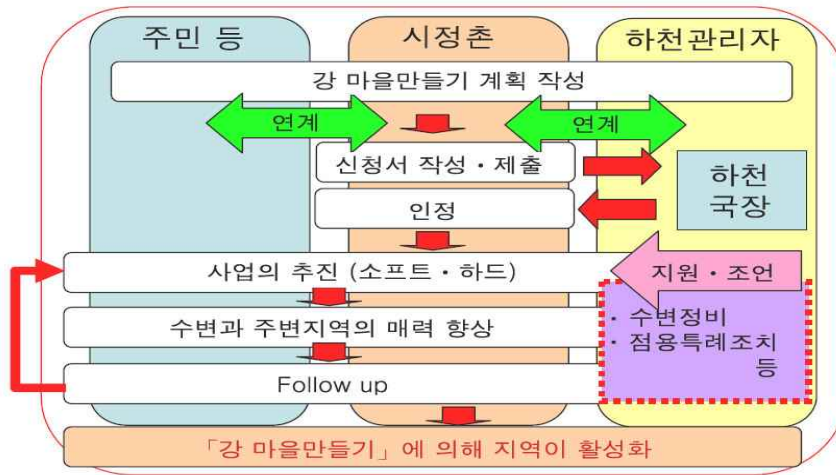 주민 등
시정촌
하천관리자
강 마을만들기 계획 작성
연계
연계
신청서 작성・제출
하천
국장
인정
사업의 추진 (소프트・하드)
지원・조언
수변과 주변지역의 매력 향상
· 수변정비
· 점용특례조치
등
Follow up
「강 마을만들기」에 의해 지역이 활성화